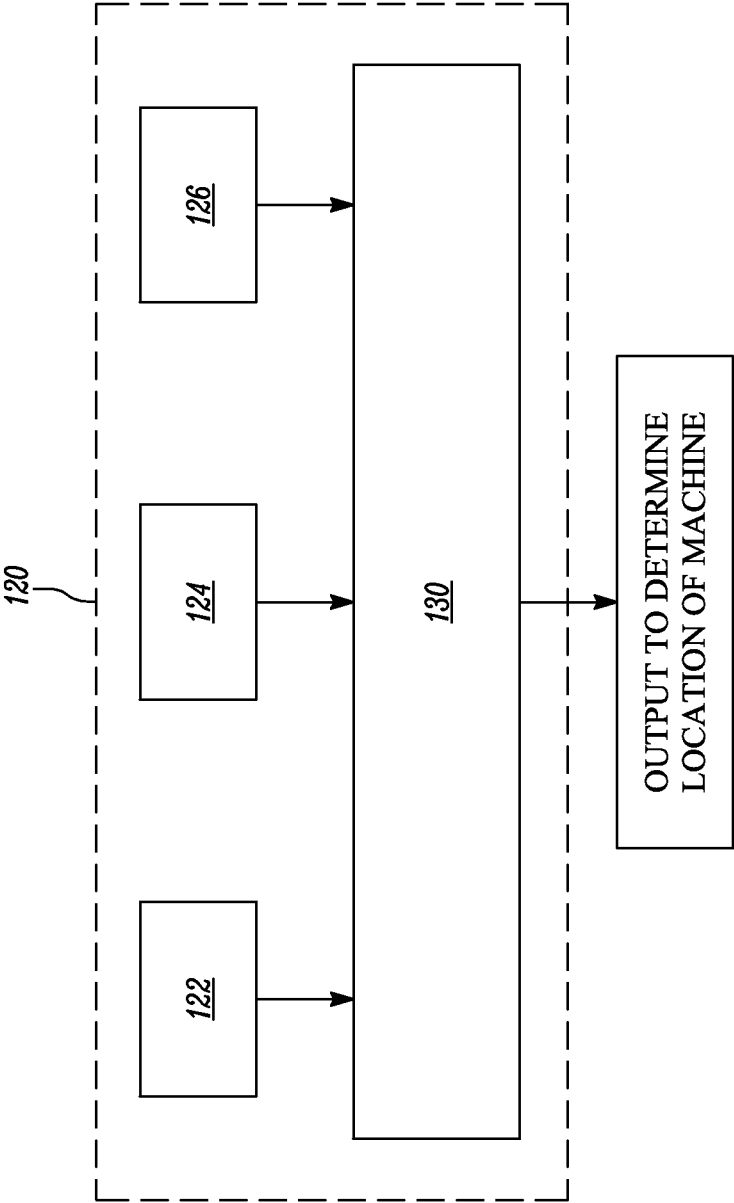 120
122
124
126
130
OUTPUT TO DETERMINE
LOCATION OF MACHINE